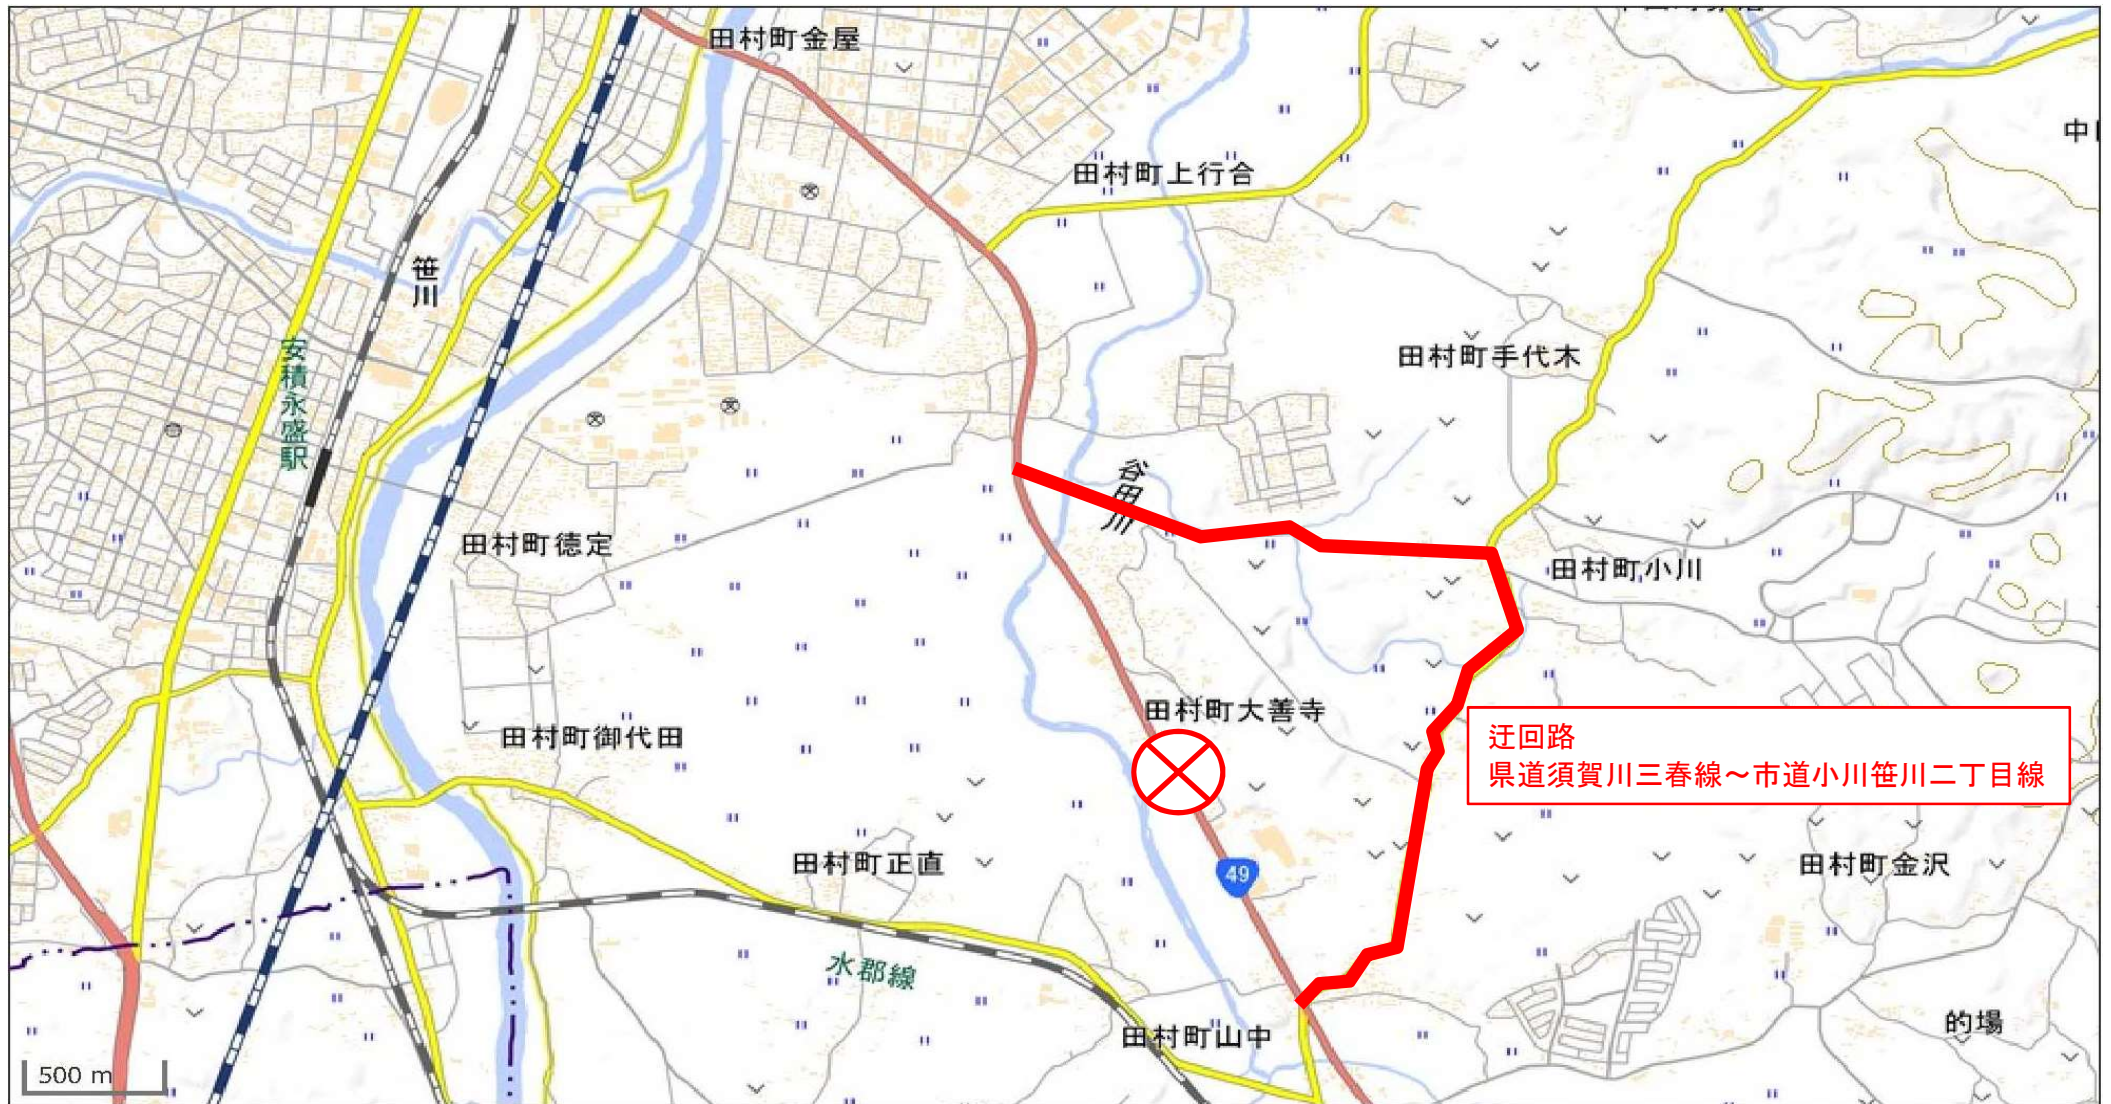 田村町金屋
田村町上行合
笹川
安積永盛駅
田村町手代木
谷田川
田村町徳定
田村町小川
田村町大善寺
田村町御代田
迂回路
県道須賀川三春線～市道小川笹川二丁目線
田村町正直
49
田村町金沢
水郡線
田村町山中
的場
500 m